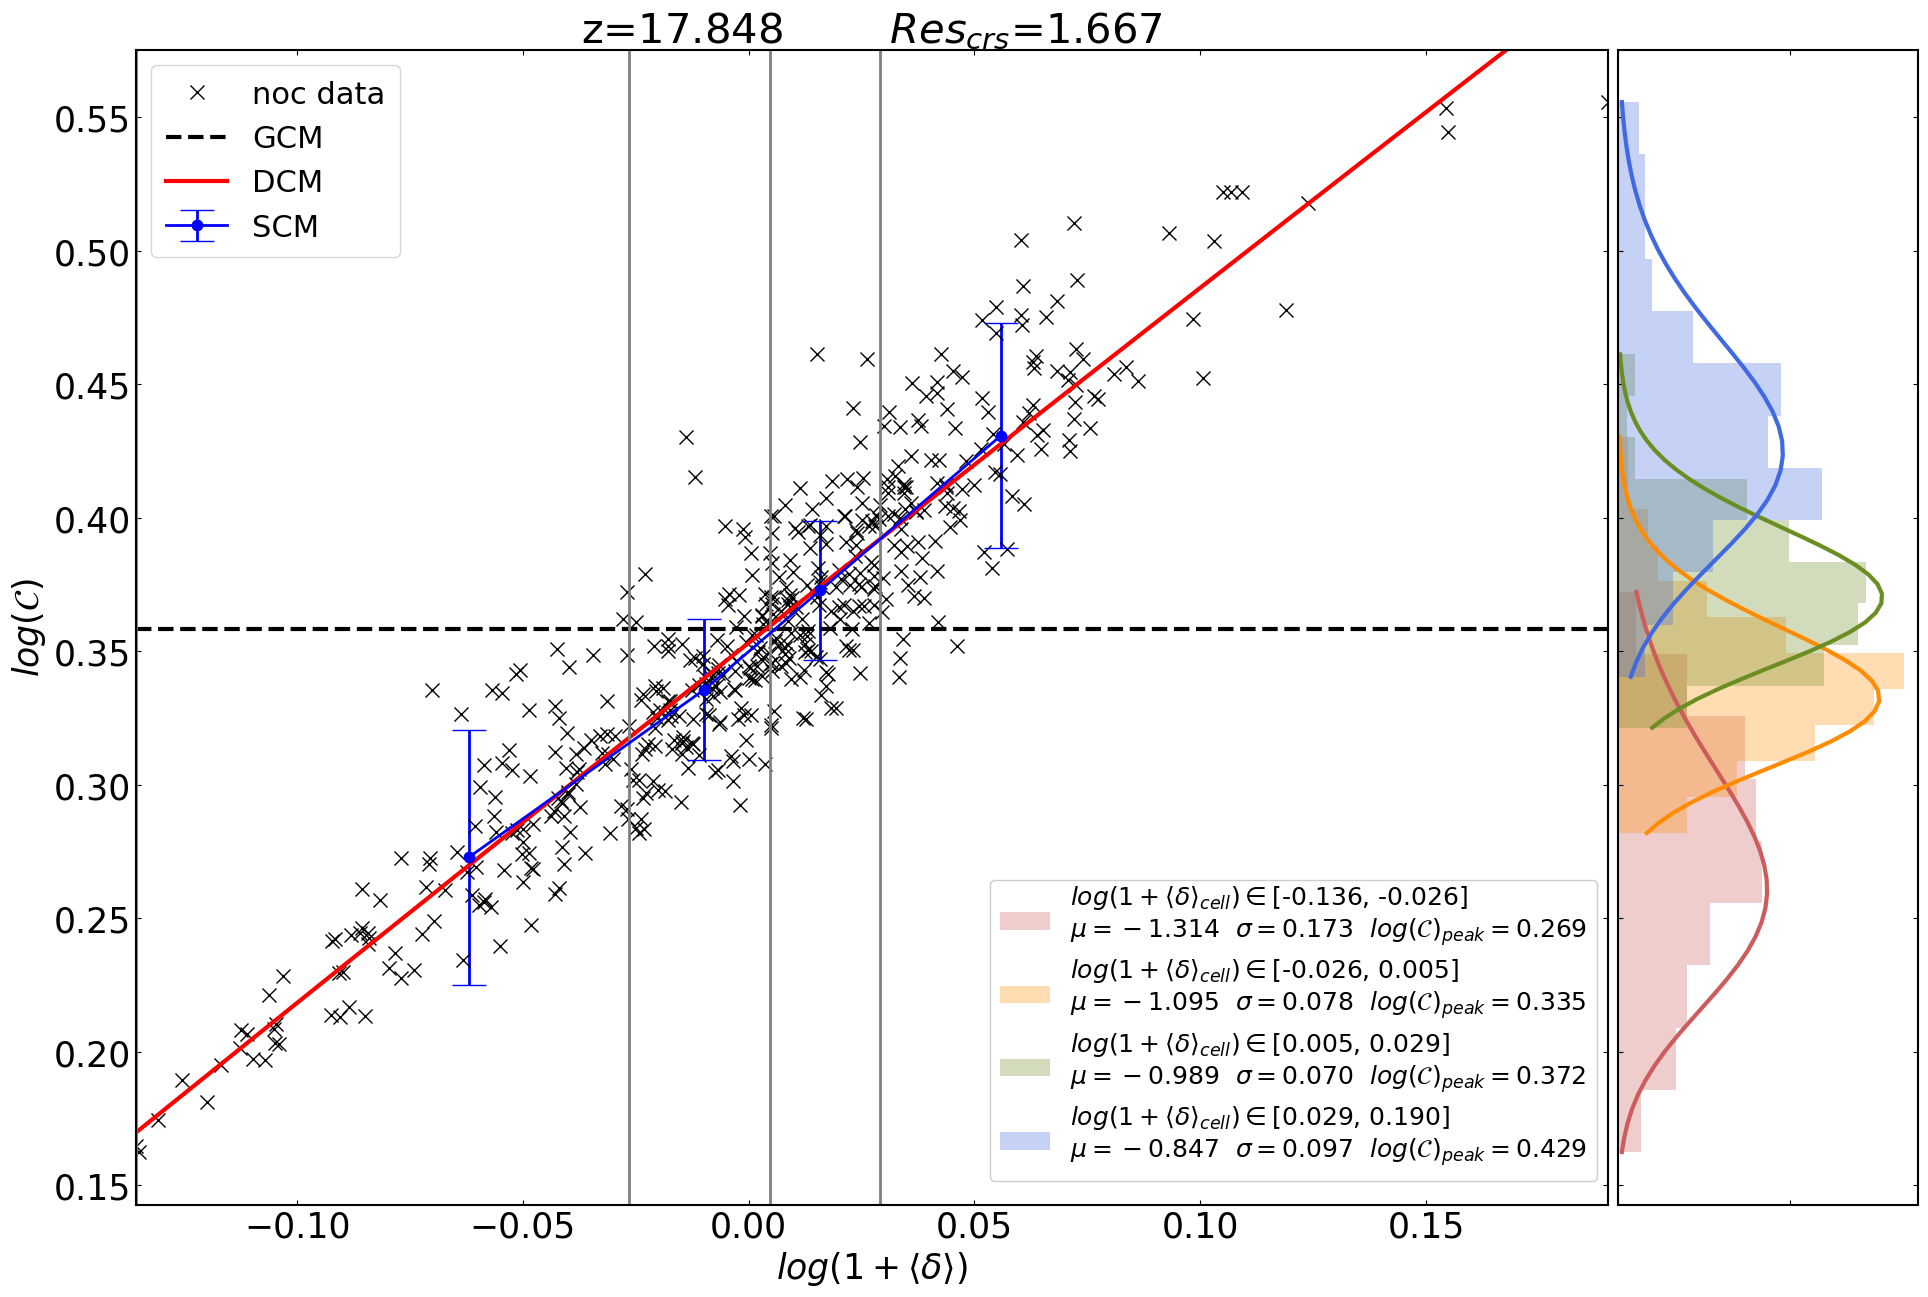 z=17.848 Res_crs=1.667
noc data
GCM
DCM
SCM
log(𝒞)
0.55
0.50
0.45
0.40
0.35
0.30
0.25
0.20
0.15
log(1 + ⟨δ⟩_cell) ∈ [-0.136, -0.026]
μ = −1.314 σ = 0.173 log(𝒞)_peak = 0.269
log(1 + ⟨δ⟩_cell) ∈ [-0.026, 0.005]
μ = −1.095 σ = 0.078 log(𝒞)_peak = 0.335
log(1 + ⟨δ⟩_cell) ∈ [0.005, 0.029]
μ = −0.989 σ = 0.070 log(𝒞)_peak = 0.372
log(1 + ⟨δ⟩_cell) ∈ [0.029, 0.190]
μ = −0.847 σ = 0.097 log(𝒞)_peak = 0.429
−0.10 −0.05 0.00 0.05 0.10 0.15
log(1 + ⟨δ⟩)